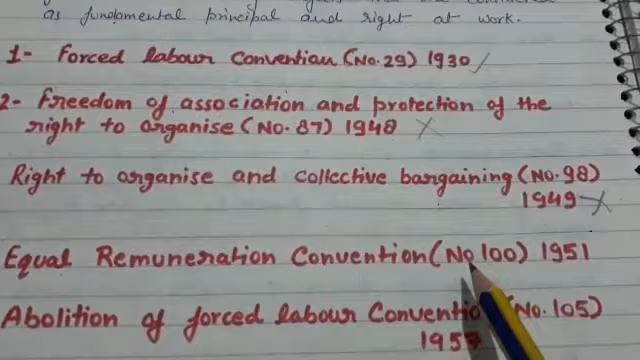 as fundamental principal and right at work.
1- Forced labour Convention (No.29) 1930
2- Freedom of association and protection of the
right to organise (No. 87) 1948
Right to organise and collective bargaining (No. 98)
1949
Equal Remuneration Convention (No 100) 1951
Abolition of forced labour Convention (No. 105)
1957